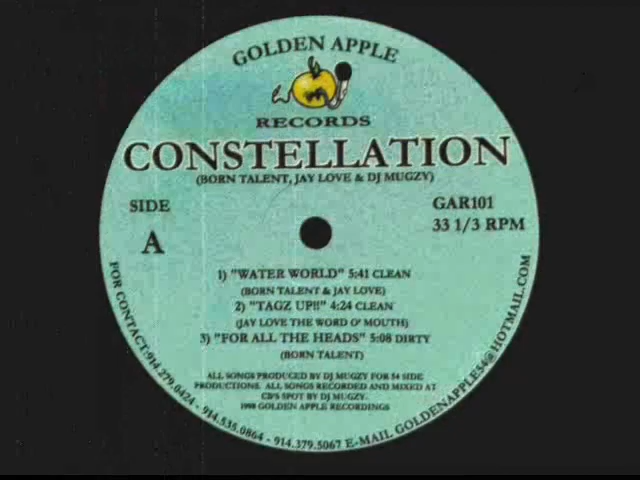 GOLDEN APPLE
RECORDS
CONSTELLATION
(BORN TALENT, JAY LOVE & DJ MUGZY)
SIDE
A
GAR101
33 1/3 RPM
1) "WATER WORLD" 5:41 CLEAN
(BORN TALENT & JAY LOVE)
2) "TAGZ UP!!" 4:24 CLEAN
(JAY LOVE THE WORD O' MOUTH)
3) "FOR ALL THE HEADS" 5:08 DIRTY
(BORN TALENT)
ALL SONGS PRODUCED BY DJ MUGZY FOR 54 SIDE
PRODUCTIONS. ALL SONGS RECORDED AND MIXED AT
CD'S SPOT BY DJ MUGZY.
1998 GOLDEN APPLE RECORDINGS
FOR CONTACT:914.279.0424 - 914.535.0864 - 914.379.5067 E-MAIL GOLDENAPPLE54@HOTMAIL.COM